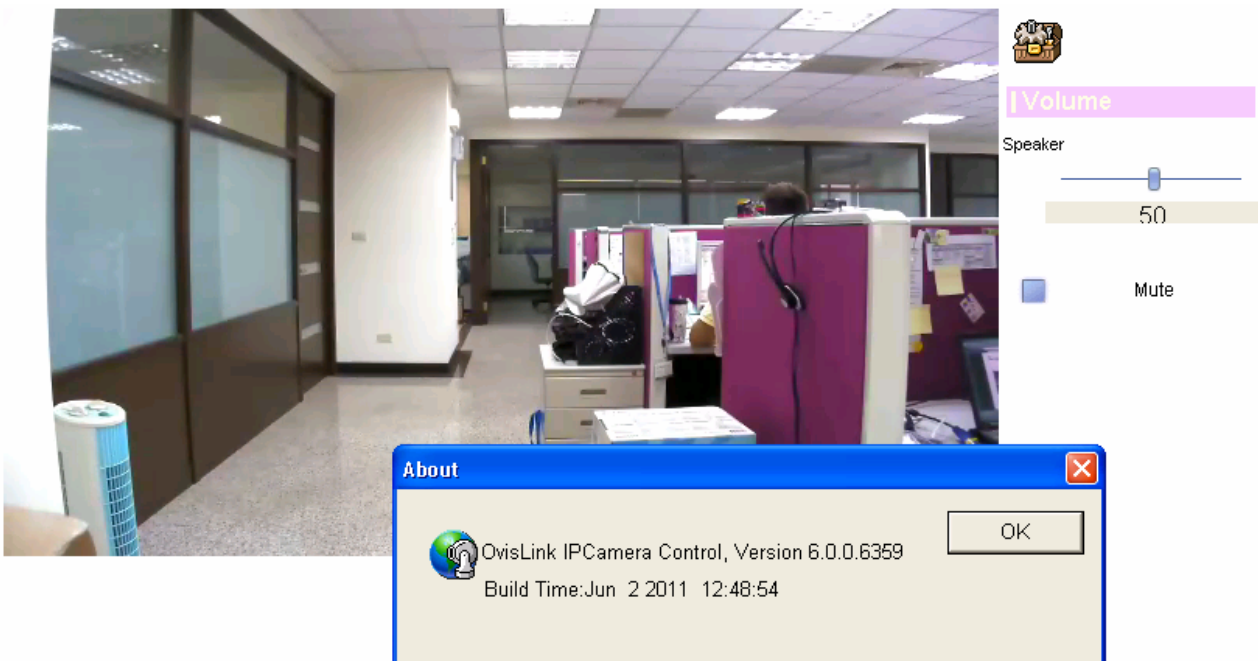 Volume
Speaker
50
Mute
About
OK
OvisLink IPCamera Control, Version 6.0.0.6359
Build Time:Jun 2 2011 12:48:54